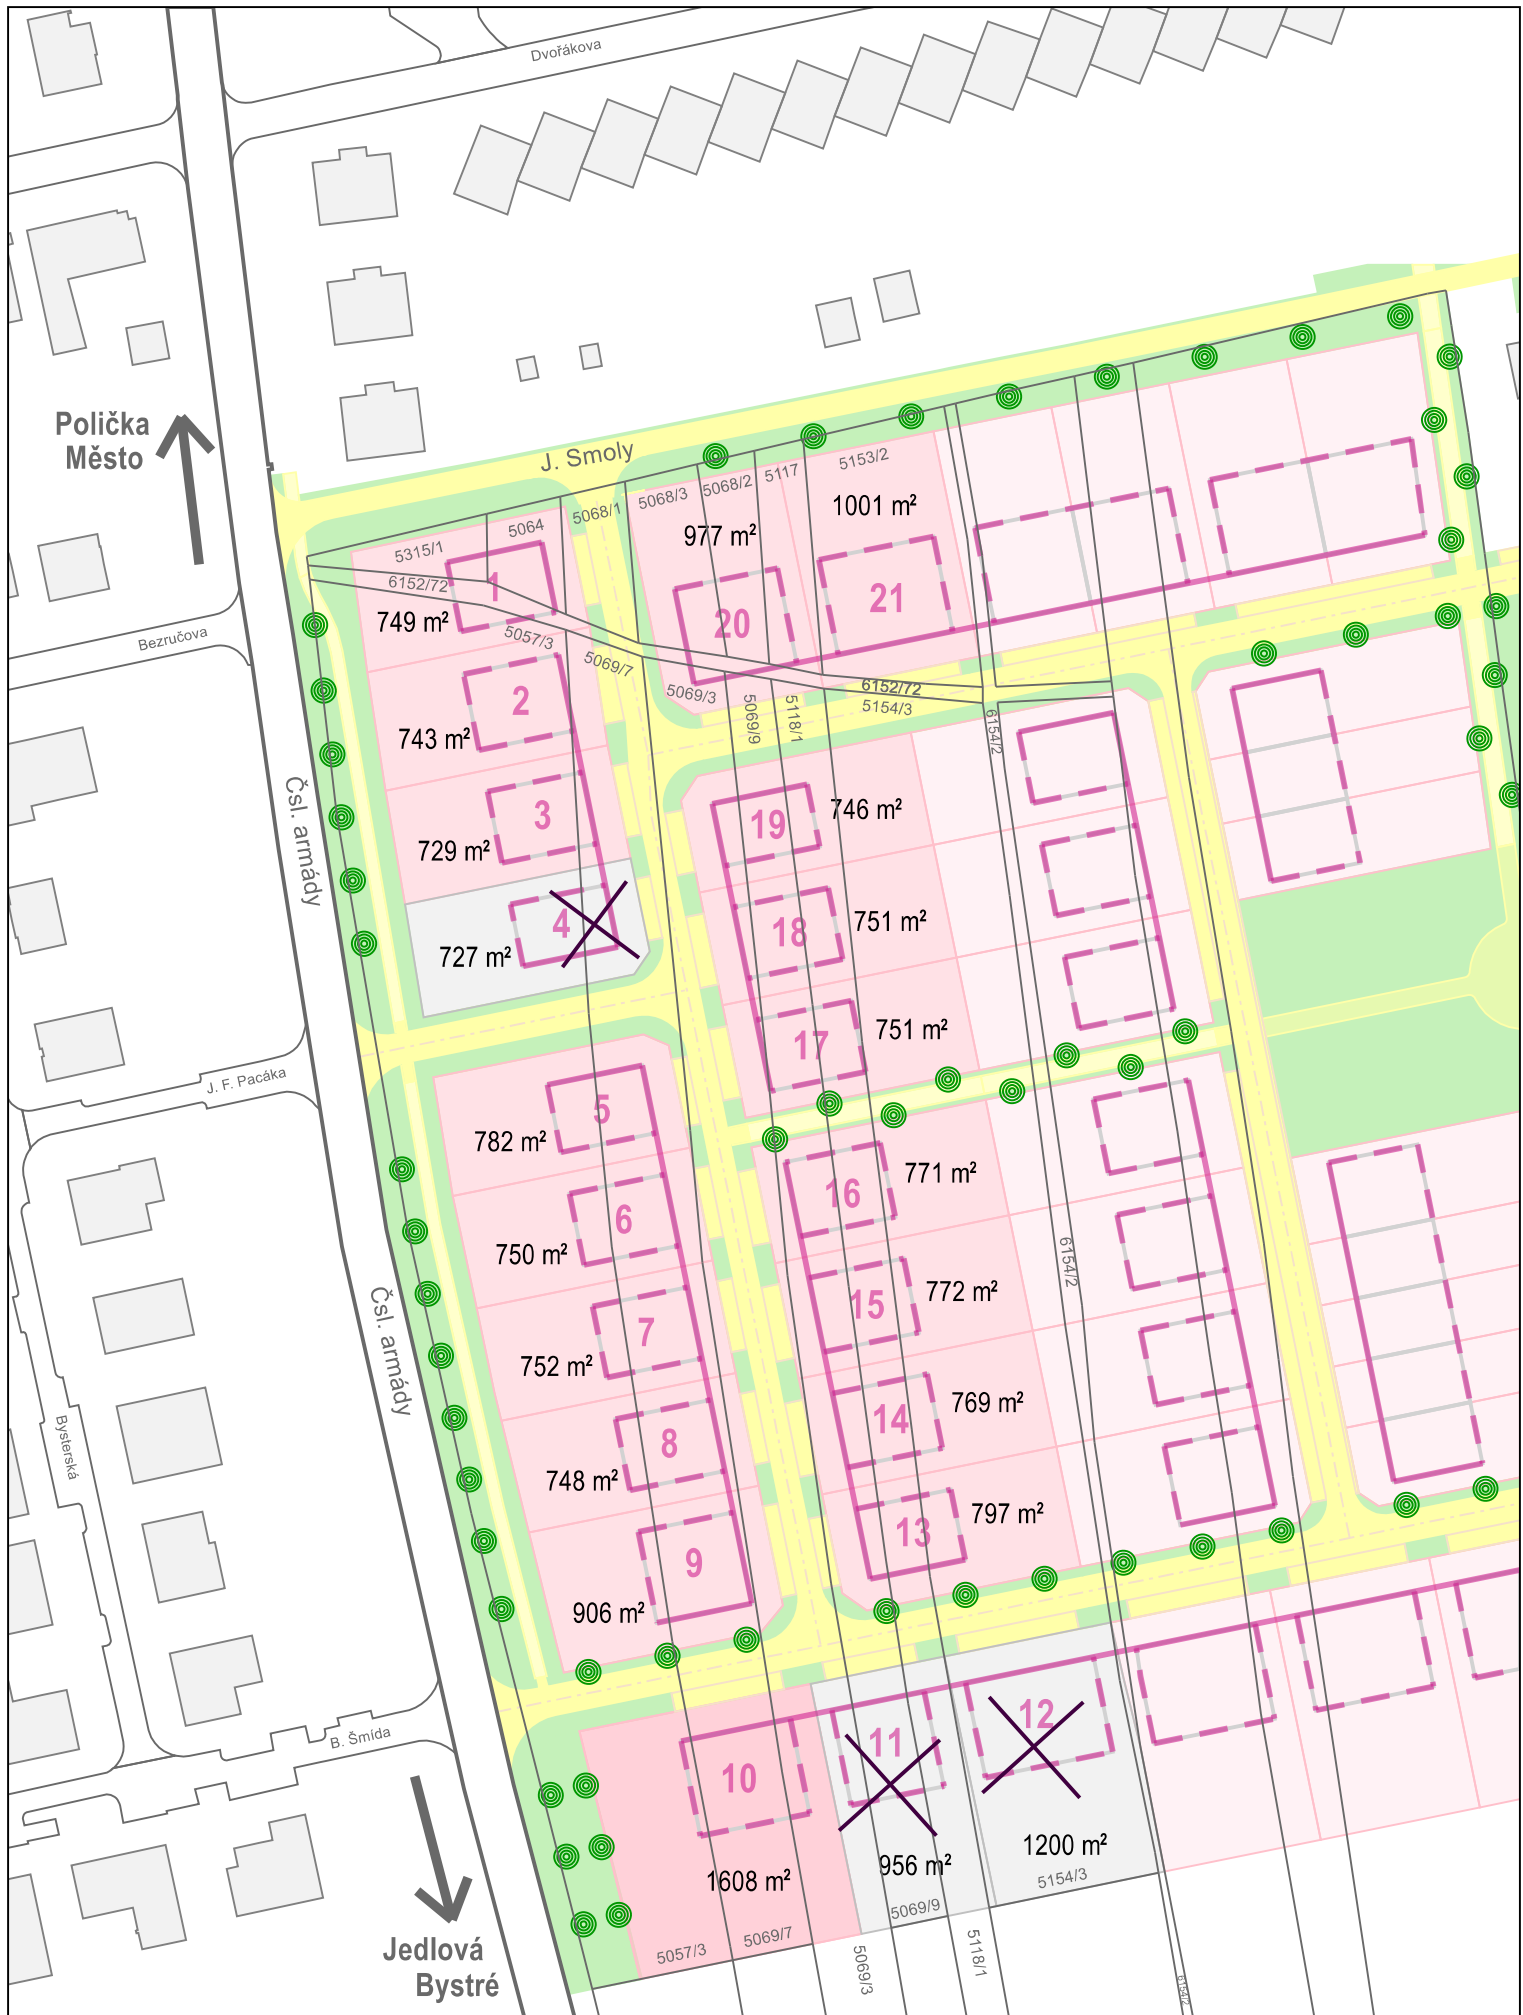 Dvořákova
Polička
Město
J. Smoly
5315/1
5064
5068/1
5068/3
5068/2
5117
5153/2
1001 m²
977 m²
6152/72
1
749 m²
20
21
5057/3
5069/7
Bezručova
2
743 m²
5069/3
5069/9
5118/1
6152/72
5154/3
6154/2
3
729 m²
19
746 m²
Čsl. armády
4
727 m²
18
751 m²
17
751 m²
J. F. Pacáka
5
782 m²
16
771 m²
6
750 m²
15
772 m²
6154/2
Čsl. armády
7
752 m²
14
769 m²
Bysterská
8
748 m²
13
797 m²
9
906 m²
B. Šmída
10
1608 m²
11
956 m²
12
1200 m²
5154/3
5069/9
5057/3
5069/7
5069/3
5118/1
6154/2
Jedlová
Bystré